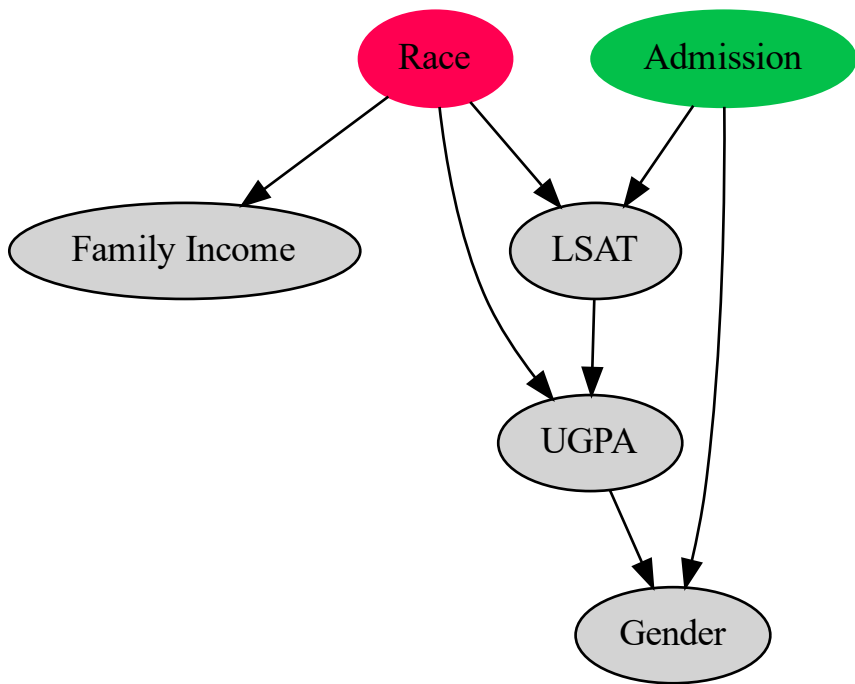 Race
Admission
Family Income
LSAT
UGPA
Gender